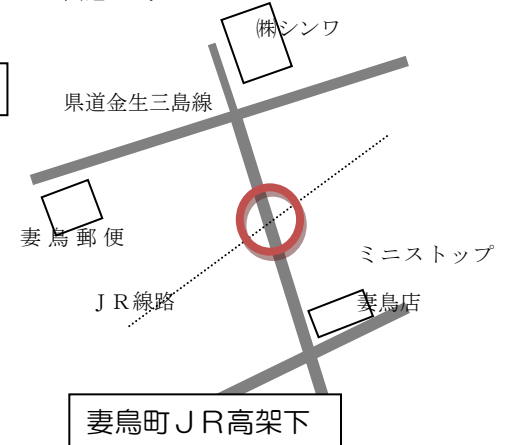 ㈱シンワ
県道金生三島線
妻鳥郵便
ミニストップ
妻鳥店
ＪＲ線路
妻鳥町ＪＲ高架下